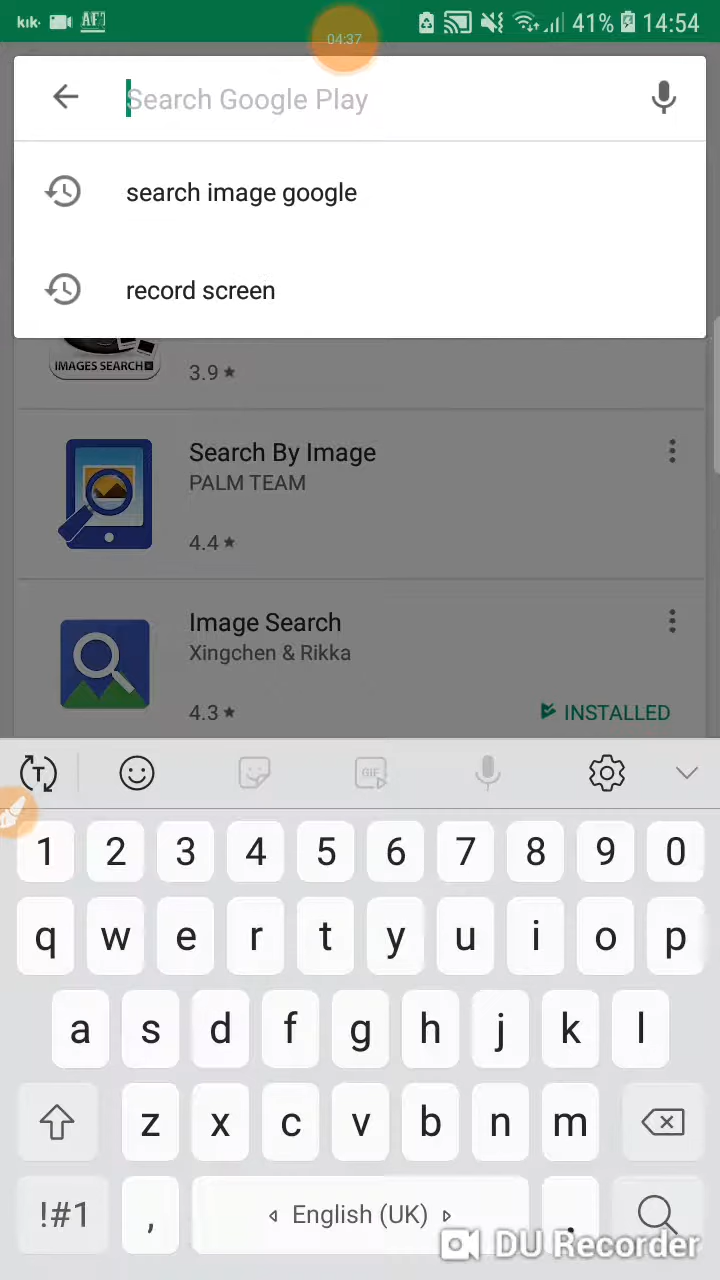 kik· AF 41% 14:54
04:37
Search Google Play
search image google
record screen
IMAGES SEARCH
3.9 ★
Search By Image
PALM TEAM
4.4 ★
Image Search
Xingchen & Rikka
4.3 ★ INSTALLED
T GIF
1 2 3 4 5 6 7 8 9 0
q w e r t y u i o p
a s d f g h j k l
z x c v b n m
!#1 , English (UK) .
DU Recorder